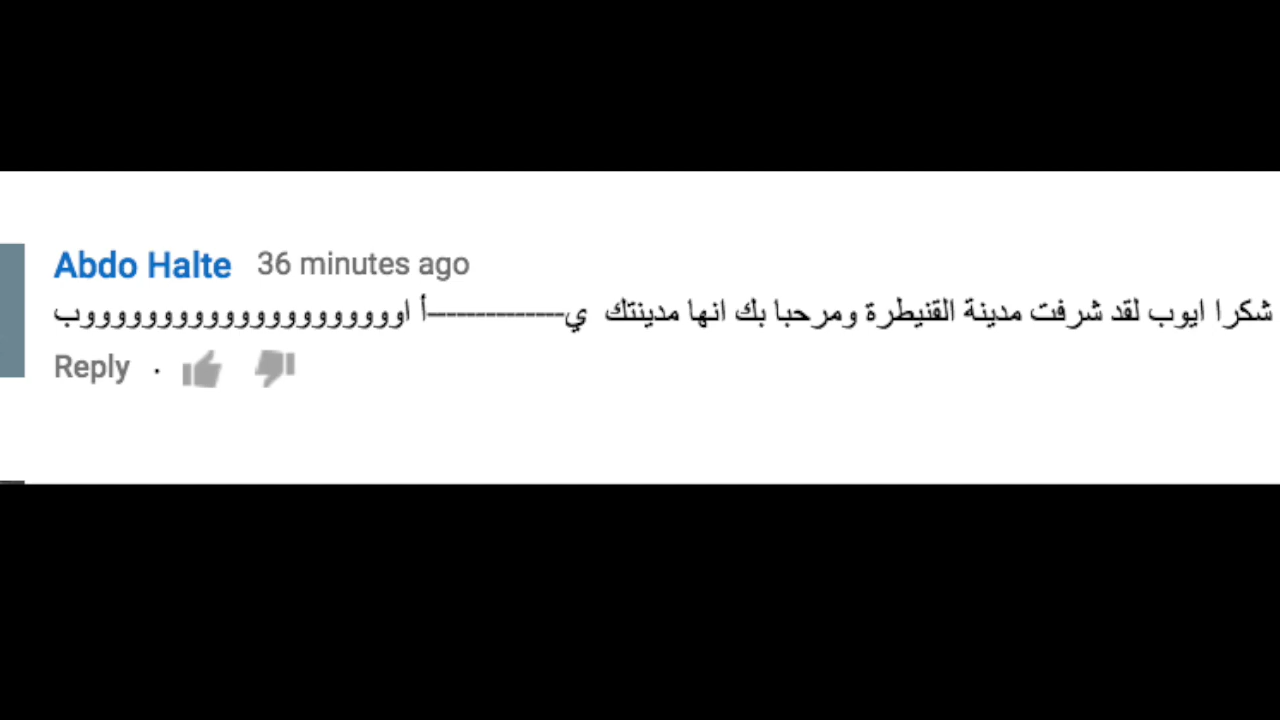 Abdo Halte 36 minutes ago
شكرا ايوب لقد شرفت مدينة القنيطرة ومرحبا بك انها مدينتك ي-------------أ اوووووووووووووووووووووب
Reply ·